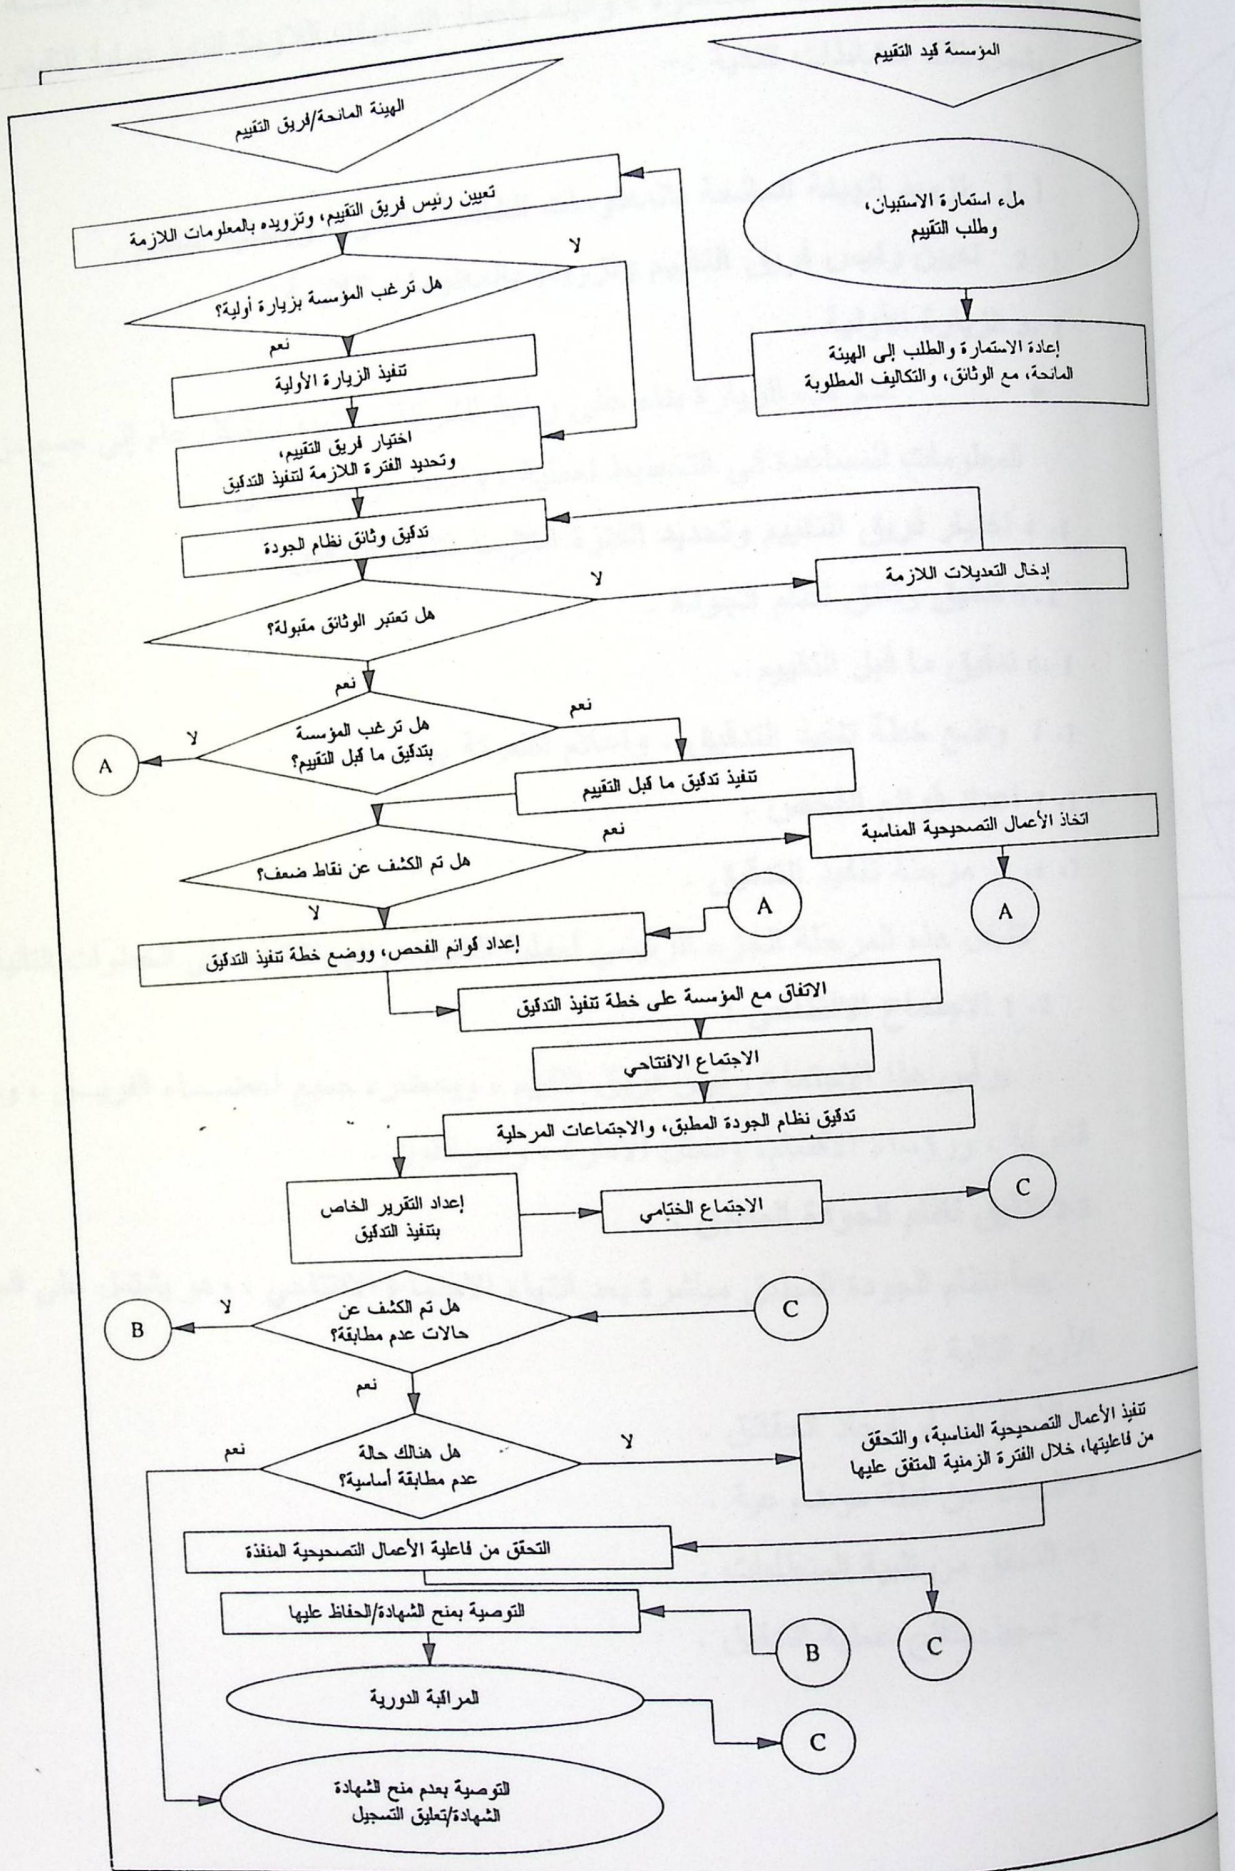 المؤسسة قيد التقييم
الهيئة المانحة/فريق التقييم
ملء استمارة الاستبيان،
وطلب التقييم
تعيين رئيس فريق التقييم، وتزويده بالمعلومات اللازمة
هل ترغب المؤسسة بزيارة أولية؟
لا
نعم
إعادة الاستمارة والطلب إلى الهيئة
المانحة، مع الوثائق، والتكاليف المطلوبة
تنفيذ الزيارة الأولية
اختيار فريق التقييم،
وتحديد الفترة اللازمة لتنفيذ التدقيق
تدقيق وثائق نظام الجودة
إدخال التعديلات اللازمة
لا
هل تعتبر الوثائق مقبولة؟
نعم
هل ترغب المؤسسة
بتدقيق ما قبل التقييم؟
نعم
لا
A
تنفيذ تدقيق ما قبل التقييم
اتخاذ الأعمال التصحيحية المناسبة
نعم
هل تم الكشف عن نقاط ضعف؟
لا
A
A
إعداد قوائم الفحص، ووضع خطة تنفيذ التدقيق
الاتفاق مع المؤسسة على خطة تنفيذ التدقيق
الاجتماع الافتتاحي
تدقيق نظام الجودة المطبق، والاجتماعات المرحلية
إعداد التقرير الخاص
بتنفيذ التدقيق
الاجتماع الختامي
C
هل تم الكشف عن
حالات عدم مطابقة؟
C
لا
B
نعم
هل هنالك حالة
عدم مطابقة أساسية؟
لا
نعم
تنفيذ الأعمال التصحيحية المناسبة، والتحقق
من فاعليتها، خلال الفترة الزمنية المتفق عليها
التحقق من فاعلية الأعمال التصحيحية المنفذة
التوصية بمنح الشهادة/الحفاظ عليها
B
C
المراقبة الدورية
C
التوصية بعدم منح الشهادة
الشهادة/تعليق التسجيل